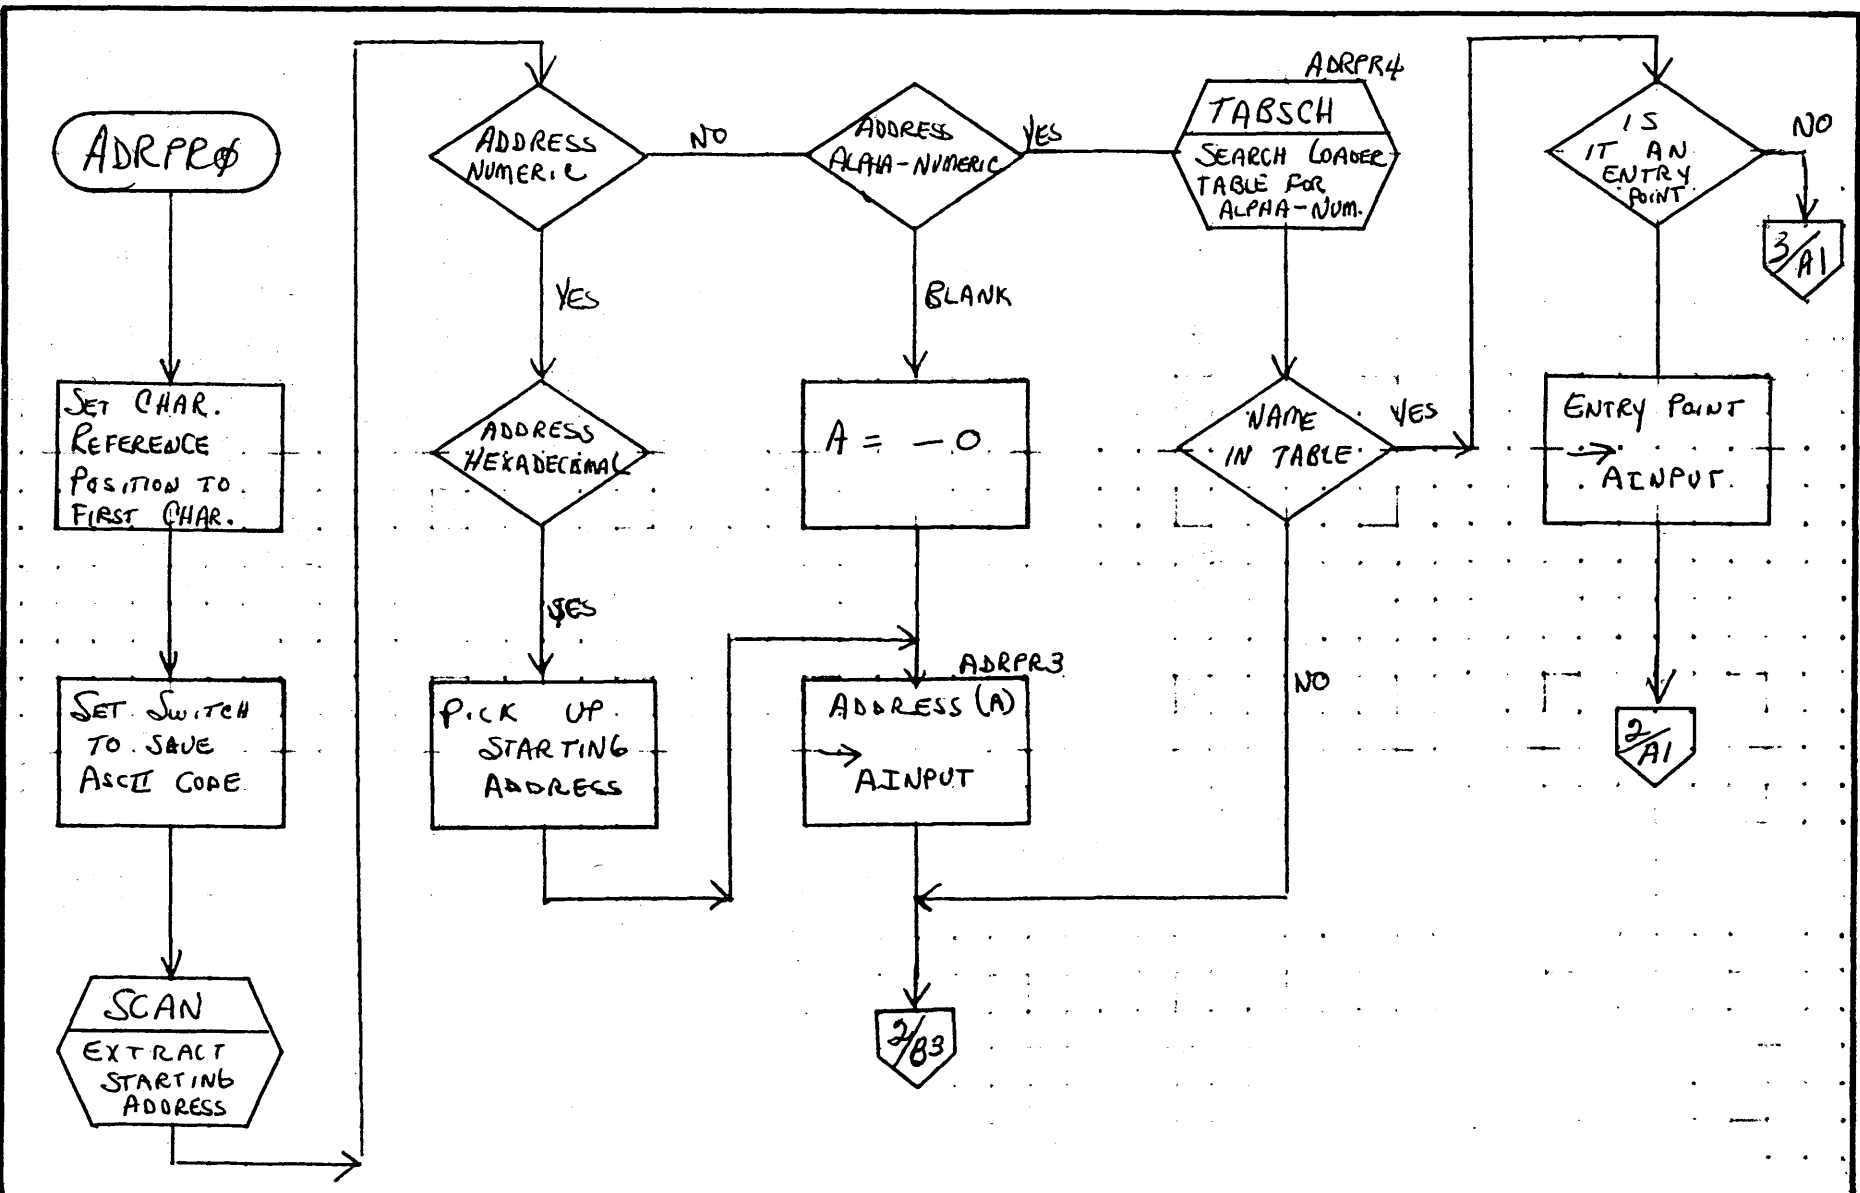 ADRPRØ
SET CHAR.
REFERENCE
POSITION TO
FIRST CHAR.
SET SWITCH
TO SAVE
ASCII CODE
SCAN
EXTRACT
STARTING
ADDRESS
ADDRESS
NUMERIC
NO
YES
ADDRESS
HEXADECIMAL
YES
PICK UP
STARTING
ADDRESS
ADDRESS
ALPHA-NUMERIC
YES
BLANK
A = -0
ADRPR3
ADDRESS (A)
→
AINPUT
2/B3
ADRPR4
TABSCH
SEARCH LOADER
TABLE FOR
ALPHA-NUM.
NAME
IN TABLE
YES
NO
IS
IT AN
ENTRY
POINT
NO
3/A1
ENTRY POINT
→
AINPUT.
2/A1